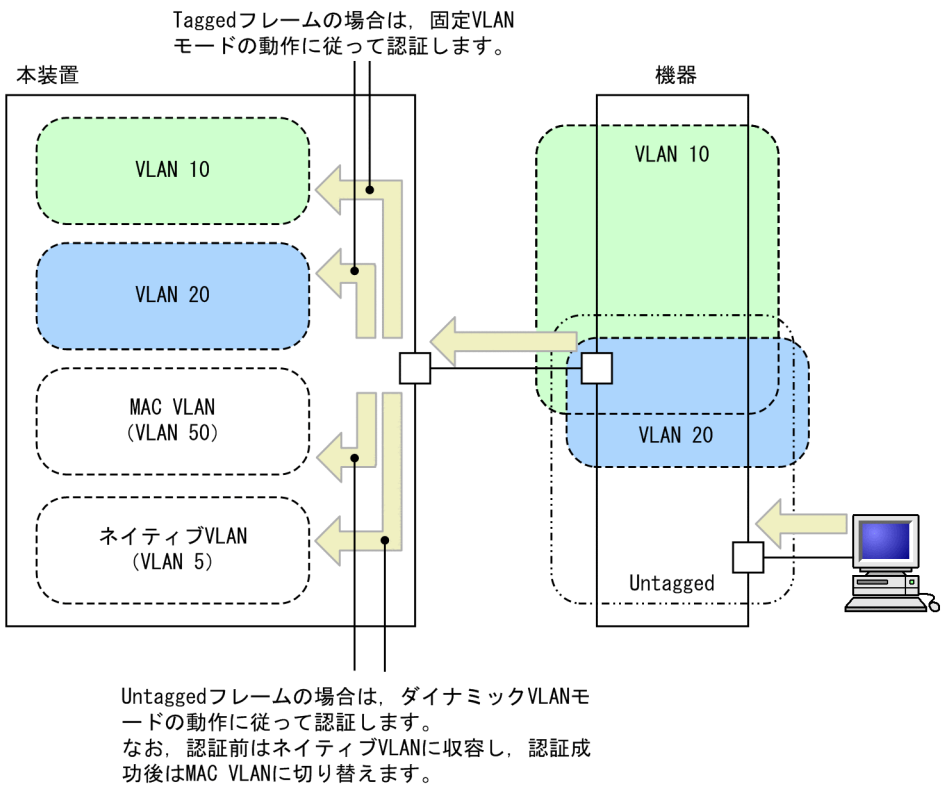 Taggedフレームの場合は，固定VLAN
モードの動作に従って認証します。
本装置
機器
VLAN 10
VLAN 10
VLAN 20
MAC VLAN
(VLAN 50)
VLAN 20
ネイティブVLAN
(VLAN 5)
Untagged
Untaggedフレームの場合は，ダイナミックVLANモ
ードの動作に従って認証します。
なお，認証前はネイティブVLANに収容し，認証成
功後はMAC VLANに切り替えます。